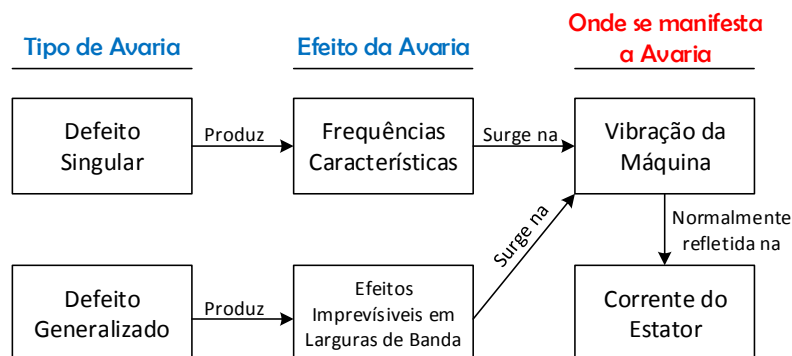 Tipo de Avaria
Efeito da Avaria
Onde se manifesta
a Avaria
Defeito
Singular
Produz
Frequências
Características
Surge na
Vibração da
Máquina
Surge na
Normalmente
refletida na
Defeito
Generalizado
Produz
Efeitos
Imprevísiveis em
Larguras de Banda
Corrente do
Estator